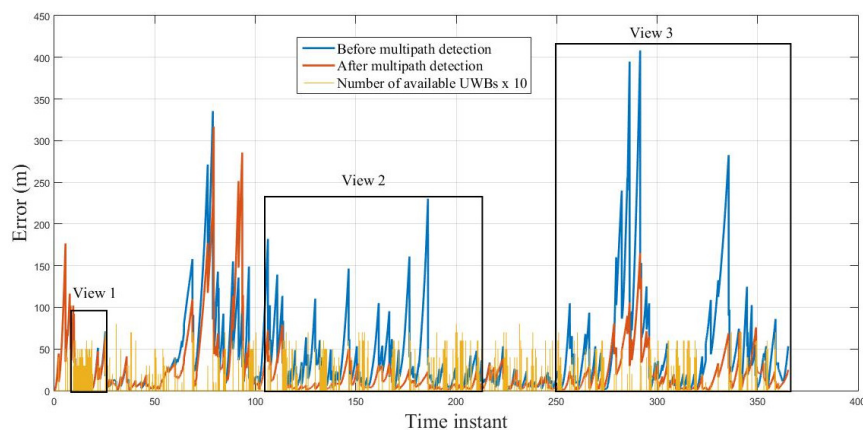 450
400
350
300
250
200
150
100
50
0
Error (m)
View 3
Before multipath detection
After multipath detection
Number of available UWBs x 10
View 2
View 1
0 50 100 150 200 250 300 350 400
Time instant